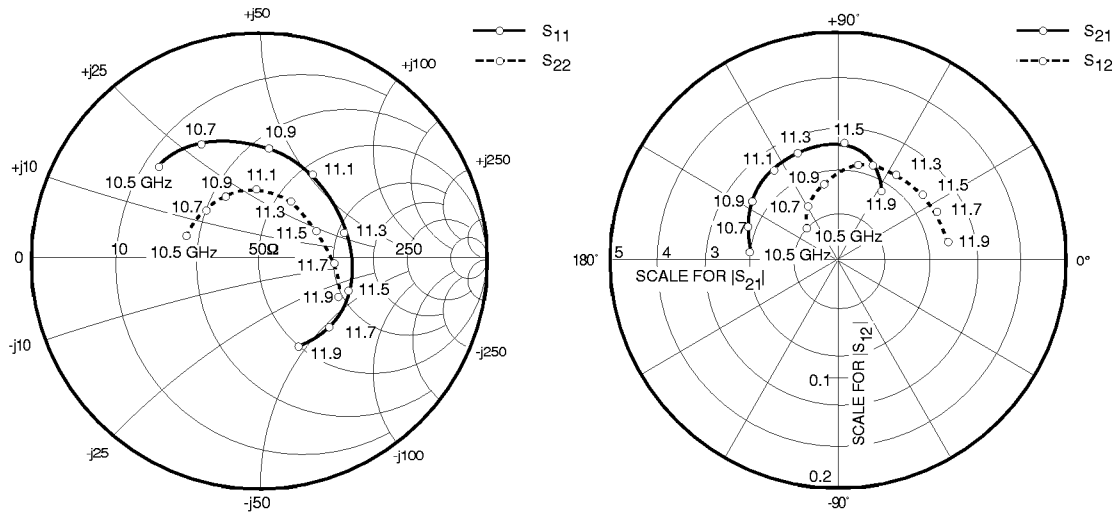 +j50
S11
S22
+j25
+j100
10.7
10.9
+j10
11.1
+j250
10.5 GHz
10.9
11.1
10.7
11.3
11.3
11.5
10.5 GHz
0
10
50Ω
250
11.7
11.9
11.5
11.7
11.9
-j10
-j250
-j25
-j100
-j50
+90°
S21
S12
11.3
11.5
11.1
11.3
10.9
10.9
10.7
11.9
11.5
10.7
11.7
10.5 GHz
10.5 GHz
11.9
180°
5
4
3
0°
SCALE FOR |S21|
SCALE FOR |S12|
0.1
0.2
-90°